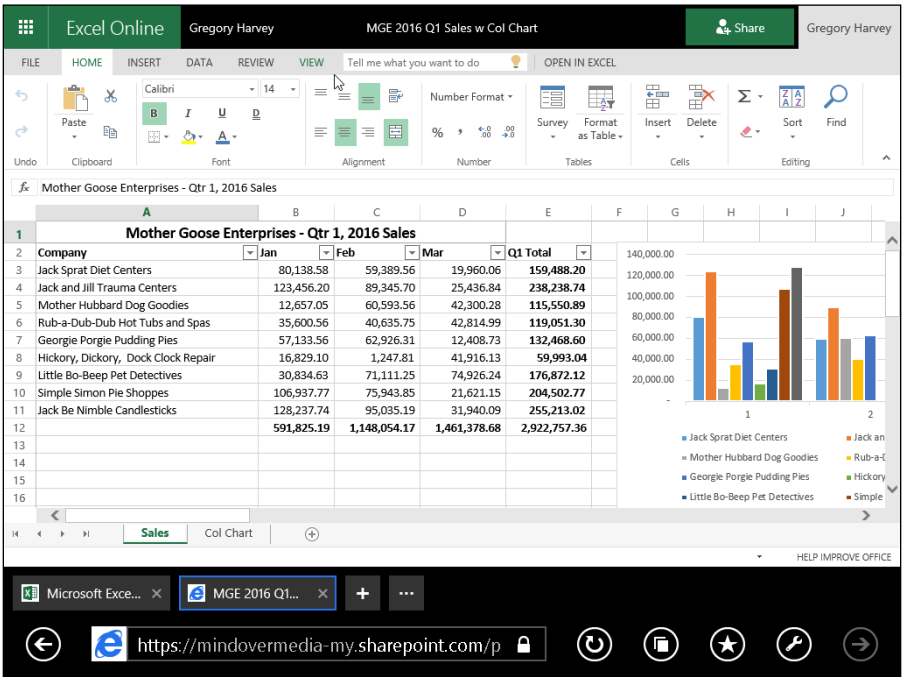 Excel Online Gregory Harvey MGE 2016 Q1 Sales w Col Chart Share Gregory Harvey
FILE HOME INSERT DATA REVIEW VIEW Tell me what you want to do OPEN IN EXCEL
Calibri 14 Number Format
Paste B I U D Survey Format as Table Insert Delete Sort Find
A % , .00 .0
Undo Clipboard Font Alignment Number Tables Cells Editing
fx Mother Goose Enterprises - Qtr 1, 2016 Sales
A B C D E F G H I J
1 Mother Goose Enterprises - Qtr 1, 2016 Sales
2 Company Jan Feb Mar Q1 Total
3 Jack Sprat Diet Centers 80,138.58 59,389.56 19,960.06 159,488.20
4 Jack and Jill Trauma Centers 123,456.20 89,345.70 25,436.84 238,238.74
5 Mother Hubbard Dog Goodies 12,657.05 60,593.56 42,300.28 115,550.89
6 Rub-a-Dub-Dub Hot Tubs and Spas 35,600.56 40,635.75 42,814.99 119,051.30
7 Georgie Porgie Pudding Pies 57,133.56 62,926.31 12,408.73 132,468.60
8 Hickory, Dickory, Dock Clock Repair 16,829.10 1,247.81 41,916.13 59,993.04
9 Little Bo-Beep Pet Detectives 30,834.63 71,111.25 74,926.24 176,872.12
10 Simple Simon Pie Shoppes 106,937.77 75,943.85 21,621.15 204,502.77
11 Jack Be Nimble Candlesticks 128,237.74 95,035.19 31,940.09 255,213.02
12 591,825.19 1,148,054.17 1,461,378.68 2,922,757.36
13
14
15
16
140,000.00
120,000.00
100,000.00
80,000.00
60,000.00
40,000.00
20,000.00
-
1 2
Jack Sprat Diet Centers Jack an
Mother Hubbard Dog Goodies Rub-a-D
Georgie Porgie Pudding Pies Hickory
Little Bo-Beep Pet Detectives Simple
Sales Col Chart
HELP IMPROVE OFFICE
Microsoft Exce... MGE 2016 Q1...
https://mindovermedia-my.sharepoint.com/p